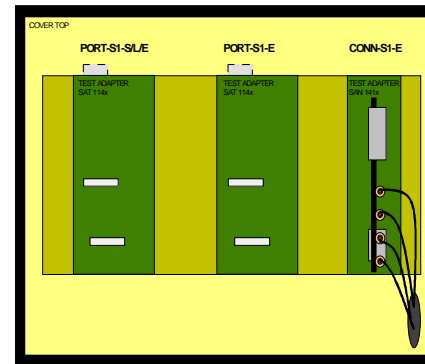 COVER TOP
PORT-S1-S/L/E
PORT-S1-E
CONN-S1-E
TEST ADAPTER
SAT 114x
TEST ADAPTER
SAT 114x
TEST ADAPTER
SAN 141x